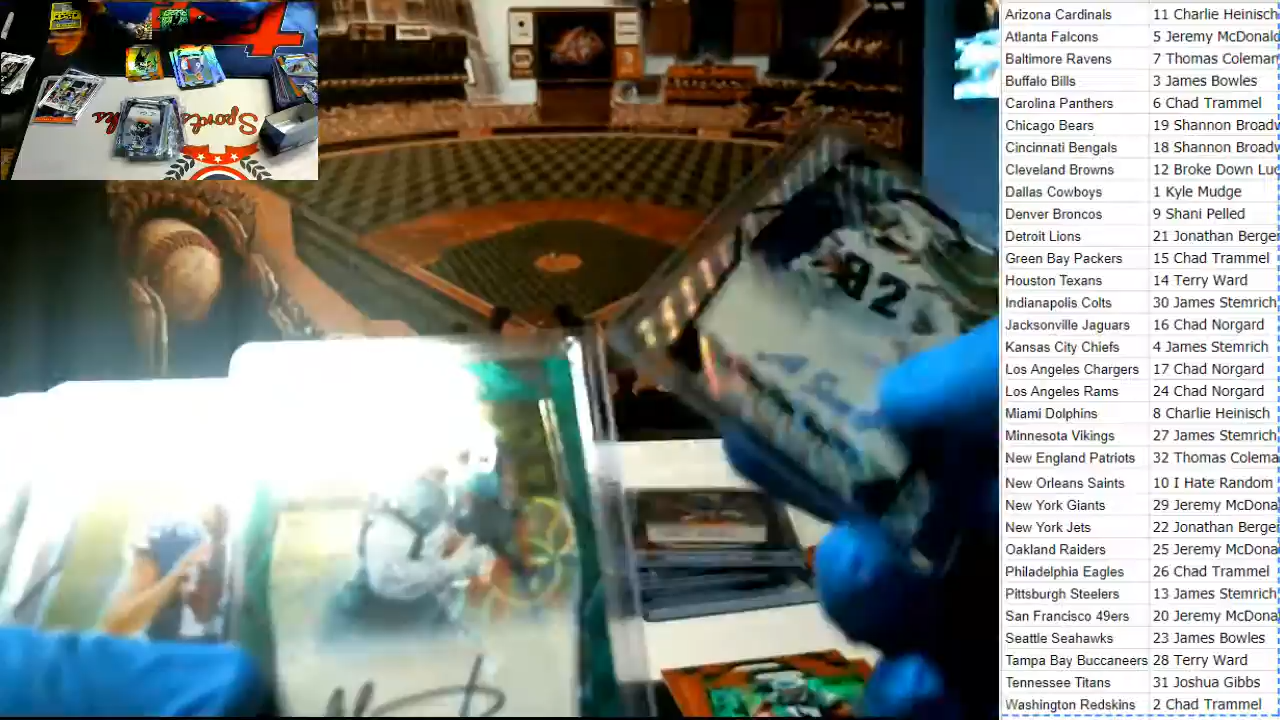 Arizona Cardinals 11 Charlie Heinisch
Atlanta Falcons 5 Jeremy McDonald
Baltimore Ravens 7 Thomas Coleman
Buffalo Bills 3 James Bowles
Carolina Panthers 6 Chad Trammel
Chicago Bears 19 Shannon Broadw
Cincinnati Bengals 18 Shannon Broadw
Cleveland Browns 12 Broke Down Luc
Dallas Cowboys 1 Kyle Mudge
Denver Broncos 9 Shani Pelled
Detroit Lions 21 Jonathan Berge
Green Bay Packers 15 Chad Trammel
Houston Texans 14 Terry Ward
Indianapolis Colts 30 James Stemrich
Jacksonville Jaguars 16 Chad Norgard
Kansas City Chiefs 4 James Stemrich
Los Angeles Chargers 17 Chad Norgard
Los Angeles Rams 24 Chad Norgard
Miami Dolphins 8 Charlie Heinisch
Minnesota Vikings 27 James Stemrich
New England Patriots 32 Thomas Colema
New Orleans Saints 10 I Hate Random
New York Giants 29 Jeremy McDona
New York Jets 22 Jonathan Berge
Oakland Raiders 25 Jeremy McDona
Philadelphia Eagles 26 Chad Trammel
Pittsburgh Steelers 13 James Stemrich
San Francisco 49ers 20 Jeremy McDona
Seattle Seahawks 23 James Bowles
Tampa Bay Buccaneers 28 Terry Ward
Tennessee Titans 31 Joshua Gibbs
Washington Redskins 2 Chad Trammel
Sports
82